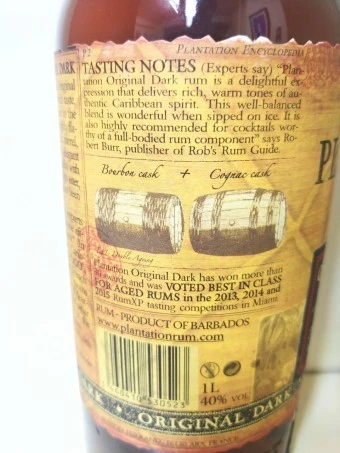 P.2 PLANTATION ENCYCLOPEDIA
TASTING NOTES (Experts say) "Plan-
tation Original Dark rum is a delightful ex-
pression that delivers rich, warm tones of au-
thentic Caribbean spirit. This well-balanced
blend is wonderful when sipped on ice. It is
also highly recommended for cocktails wor-
thy of a full-bodied rum component" says Ro-
bert Burr, publisher of Rob's Rum Guide.
Bourbon cask + Cognac cask
Double Ageing
Plantation Original Dark has won more than
awards and was VOTED BEST IN CLASS
FOR AGED RUMS in the 2013, 2014 and
2015 RumXP tasting competitions in Miami.
RUM - PRODUCT OF BARBADOS
www.plantationrum.com
1L
40% VOL
ORIGINAL DARK
DARK
original